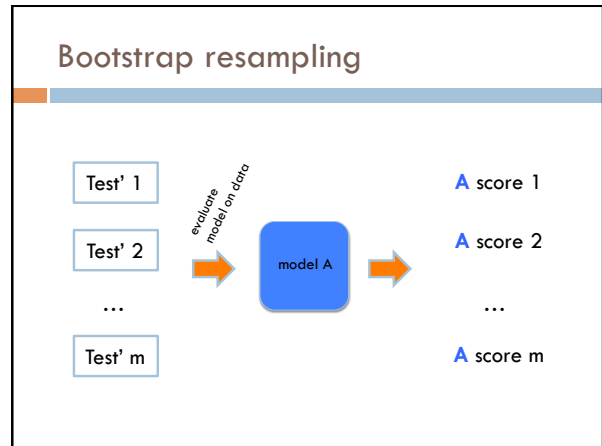 Bootstrap resampling
Test’ 1
Test’ 2
…
Test’ m
evaluate
model on data
model A
A score 1
A score 2
…
A score m